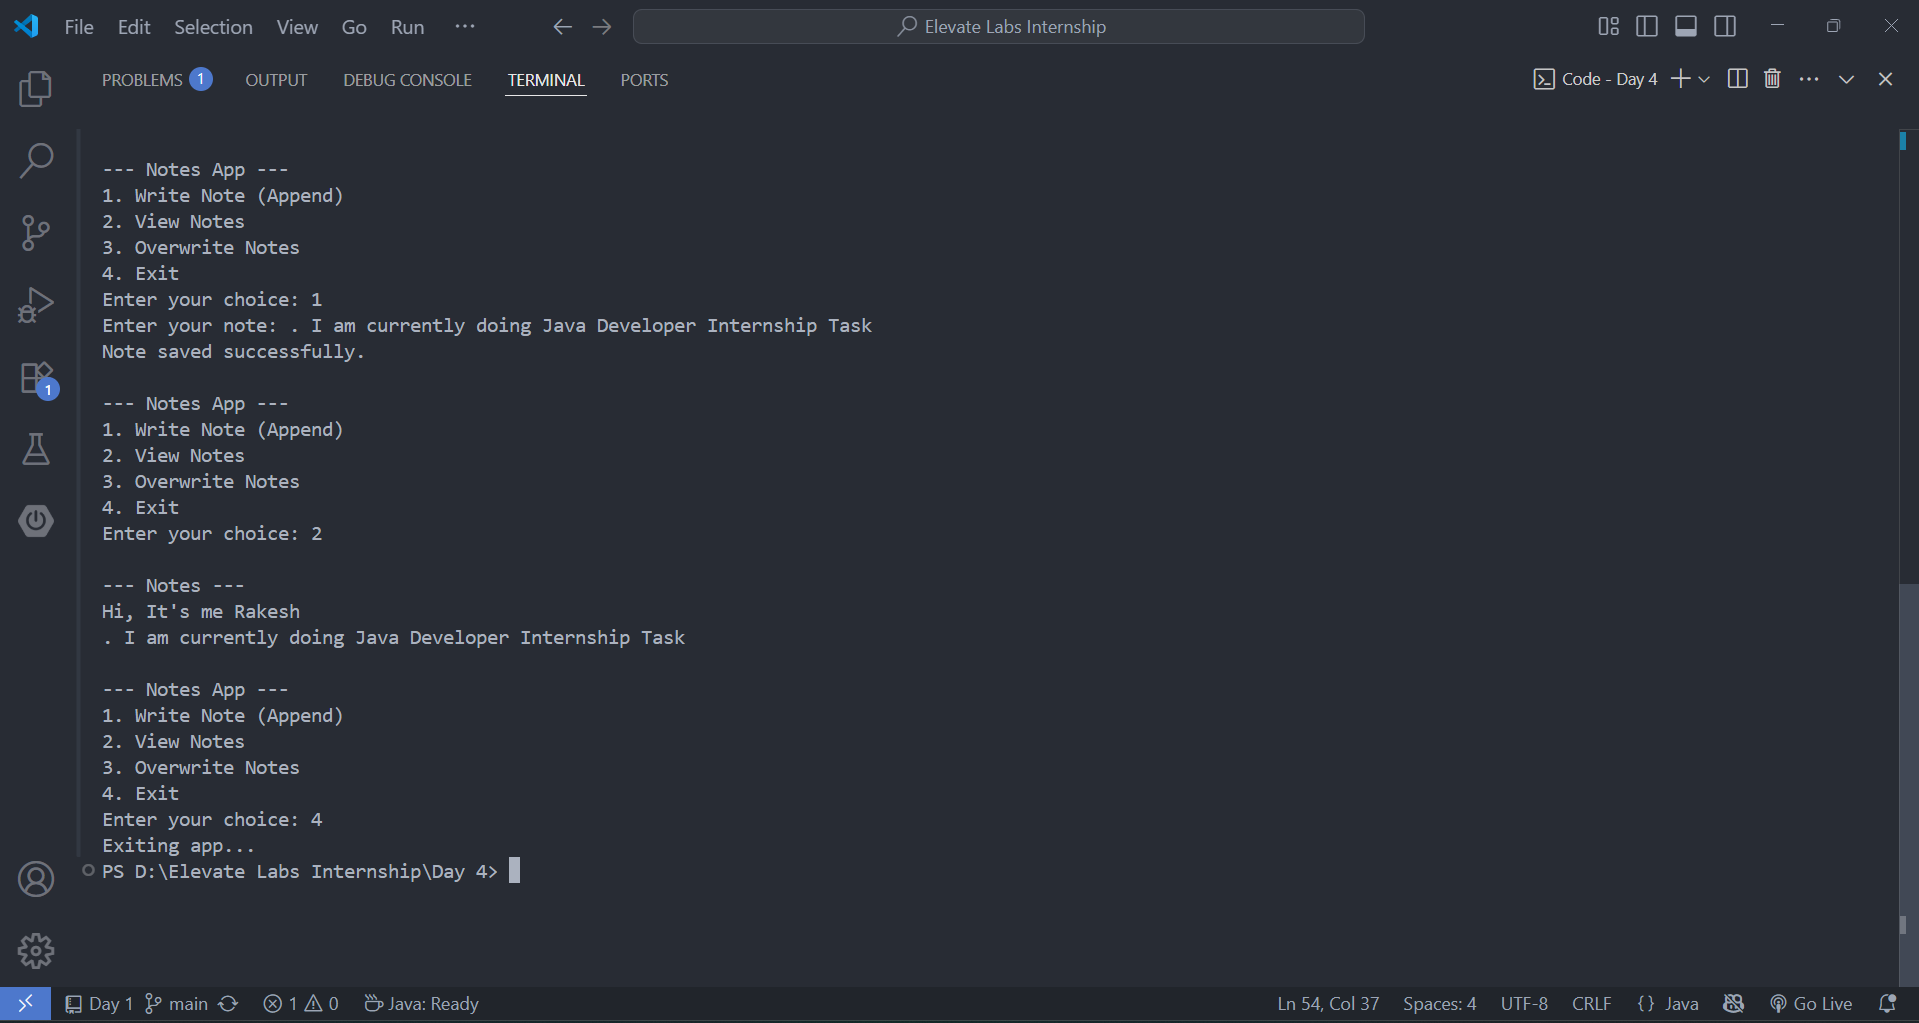 File Edit Selection View Go Run ··· Elevate Labs Internship
PROBLEMS 1 OUTPUT DEBUG CONSOLE TERMINAL PORTS Code - Day 4
--- Notes App ---
1. Write Note (Append)
2. View Notes
3. Overwrite Notes
4. Exit
Enter your choice: 1
Enter your note: . I am currently doing Java Developer Internship Task
Note saved successfully.
--- Notes App ---
1. Write Note (Append)
2. View Notes
3. Overwrite Notes
4. Exit
Enter your choice: 2
--- Notes ---
Hi, It's me Rakesh
. I am currently doing Java Developer Internship Task
--- Notes App ---
1. Write Note (Append)
2. View Notes
3. Overwrite Notes
4. Exit
Enter your choice: 4
Exiting app...
PS D:\Elevate Labs Internship\Day 4>
1
Day 1 main 1 0 Java: Ready Ln 54, Col 37 Spaces: 4 UTF-8 CRLF {} Java Go Live